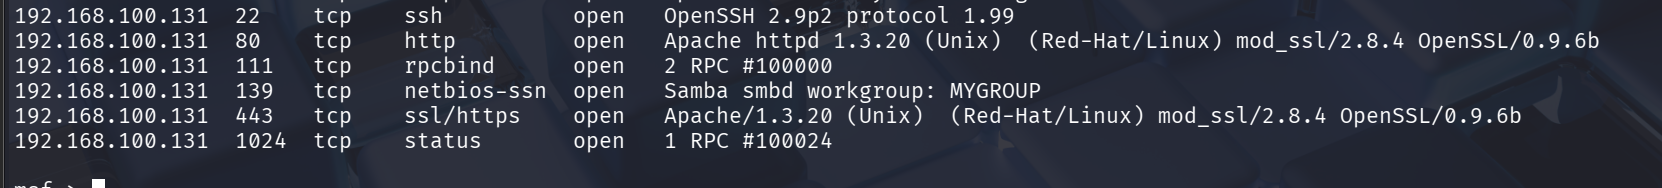 192.168.100.131  22    tcp    ssh          open   OpenSSH 2.9p2 protocol 1.99
192.168.100.131  80    tcp    http         open   Apache httpd 1.3.20 (Unix)  (Red-Hat/Linux) mod_ssl/2.8.4 OpenSSL/0.9.6b
192.168.100.131  111   tcp    rpcbind      open   2 RPC #100000
192.168.100.131  139   tcp    netbios-ssn  open   Samba smbd workgroup: MYGROUP
192.168.100.131  443   tcp    ssl/https    open   Apache/1.3.20 (Unix)  (Red-Hat/Linux) mod_ssl/2.8.4 OpenSSL/0.9.6b
192.168.100.131  1024  tcp    status       open   1 RPC #100024
msf >